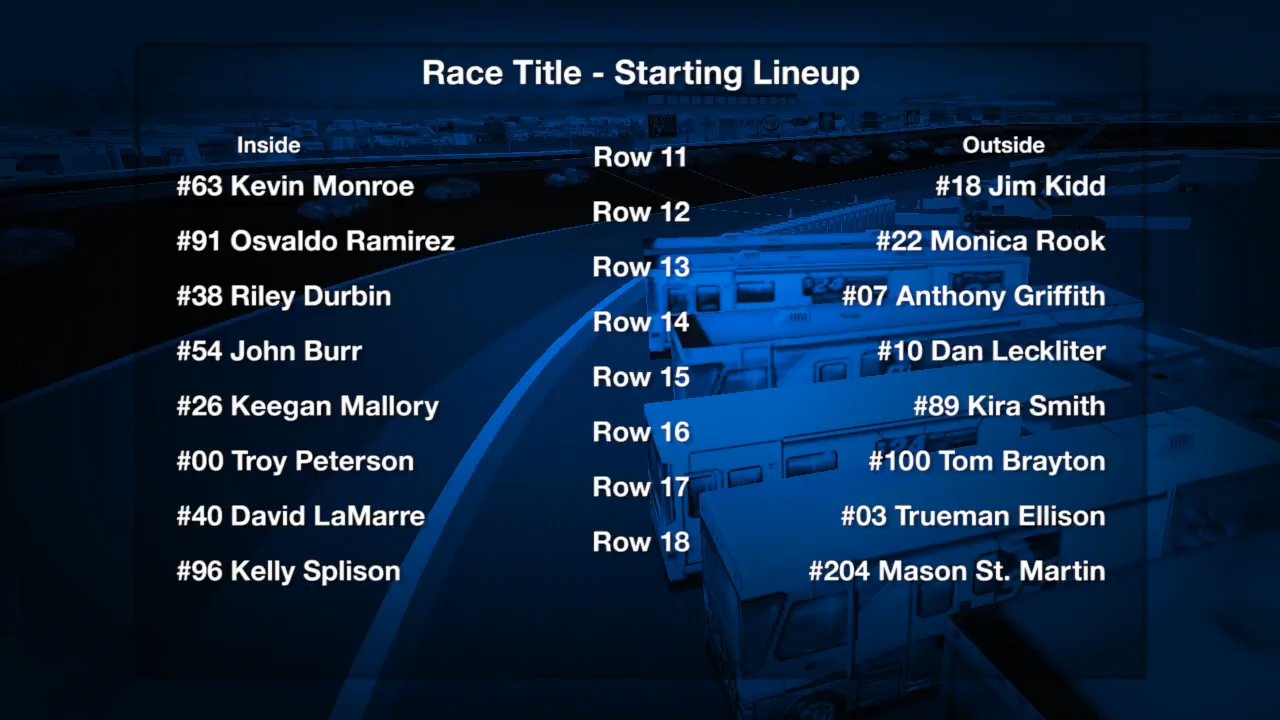 Race Title - Starting Lineup
Inside
Outside
Row 11
#63 Kevin Monroe
#18 Jim Kidd
Row 12
#91 Osvaldo Ramirez
#22 Monica Rook
Row 13
#38 Riley Durbin
#07 Anthony Griffith
Row 14
#54 John Burr
#10 Dan Leckliter
Row 15
#26 Keegan Mallory
#89 Kira Smith
Row 16
#00 Troy Peterson
#100 Tom Brayton
Row 17
#40 David LaMarre
#03 Trueman Ellison
Row 18
#96 Kelly Splison
#204 Mason St. Martin